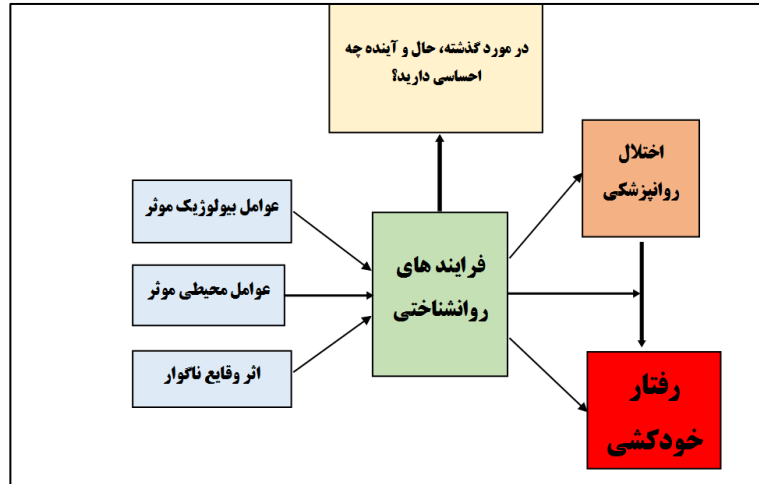 در مورد گذشته، حال و آینده چه
احساسی دارید؟
اختلال
روانپزشکی
عوامل بیولوژیک موثر
فرایند های
روانشناختی
عوامل محیطی موثر
اثر وقایع ناگوار
رفتار
خودکشی